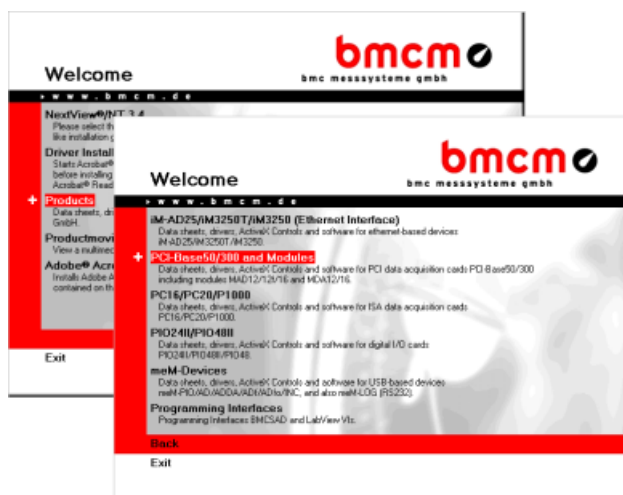 bmcm
bmc messsysteme gmbh
Welcome
www.bmcm.de
NextView®/NT 3.4
Please select th
like installation g
Driver Install
Starts Acrobat®
before installing
Acrobat® Read
Products
Data sheets, dri
GmbH.
Productmovi
View a multimed
Adobe® Acr
Installs Adobe A
contained on th
Exit
bmcm
bmc messsysteme gmbh
Welcome
www.bmcm.de
iM-AD25/iM3250T/iM3250 (Ethernet Interface)
Data sheets, drivers, ActiveX Controls and software for ethernet-based devices
iM-AD25/iM3250T/iM3250.
PCI-Base50/300 and Modules
Data sheets, drivers, ActiveX Controls and software for PCI data acquisition cards PCI-Base50/300
including modules MAD12/12f/16 and MDA12/16.
PC16/PC20/P1000
Data sheets, drivers, ActiveX Controls and software for ISA data acquisition cards
PC16/PC20/P1000.
PIO24II/PIO48II
Data sheets, drivers, ActiveX Controls and software for digital I/O cards
PIO24II/PIO48II/PIO48.
meM-Devices
Data sheets, drivers, ActiveX Controls and software for USB-based devices
meM-PIO/AD/ADDA/ADf/ADfo/INC, and also meM-LOG (RS232).
Programming Interfaces
Programming Interfaces BMCSAD and LabView VIs.
Back
Exit